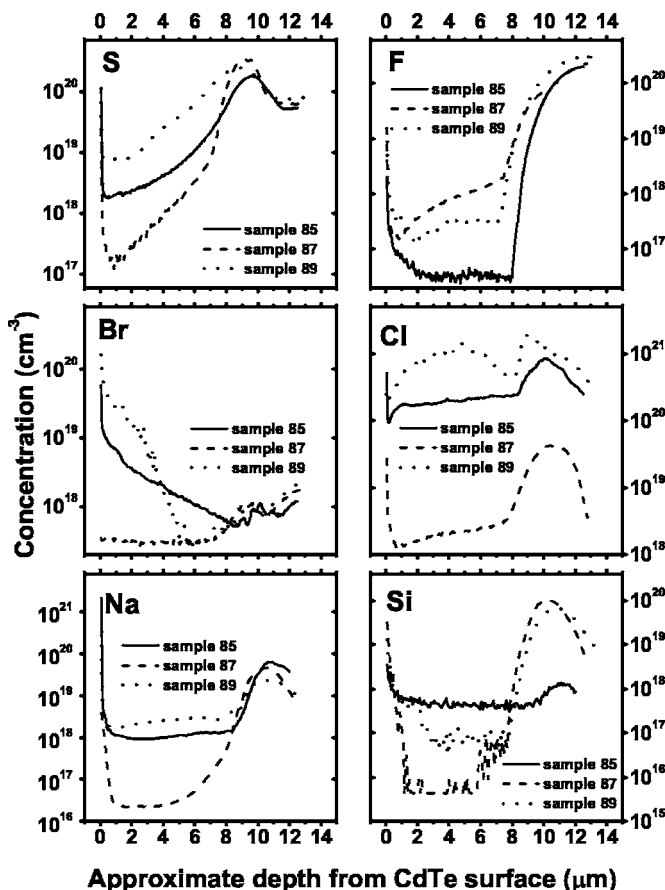 0 2 4 6 8 10 12 14
0 2 4 6 8 10 12 14
S
10^20
10^19
10^18
10^17
sample 85
sample 87
sample 89
F
sample 85
sample 87
sample 89
10^20
10^19
10^18
10^17
Br
10^20
10^19
10^18
sample 85
sample 87
sample 89
Cl
sample 85
sample 87
sample 89
10^21
10^20
10^19
10^18
Concentration (cm^-3)
Na
10^21
10^20
10^19
10^18
10^17
10^16
sample 85
sample 87
sample 89
Si
sample 85
sample 87
sample 89
10^20
10^19
10^18
10^17
10^16
10^15
0 2 4 6 8 10 12 14
0 2 4 6 8 10 12 14
Approximate depth from CdTe surface (μm)